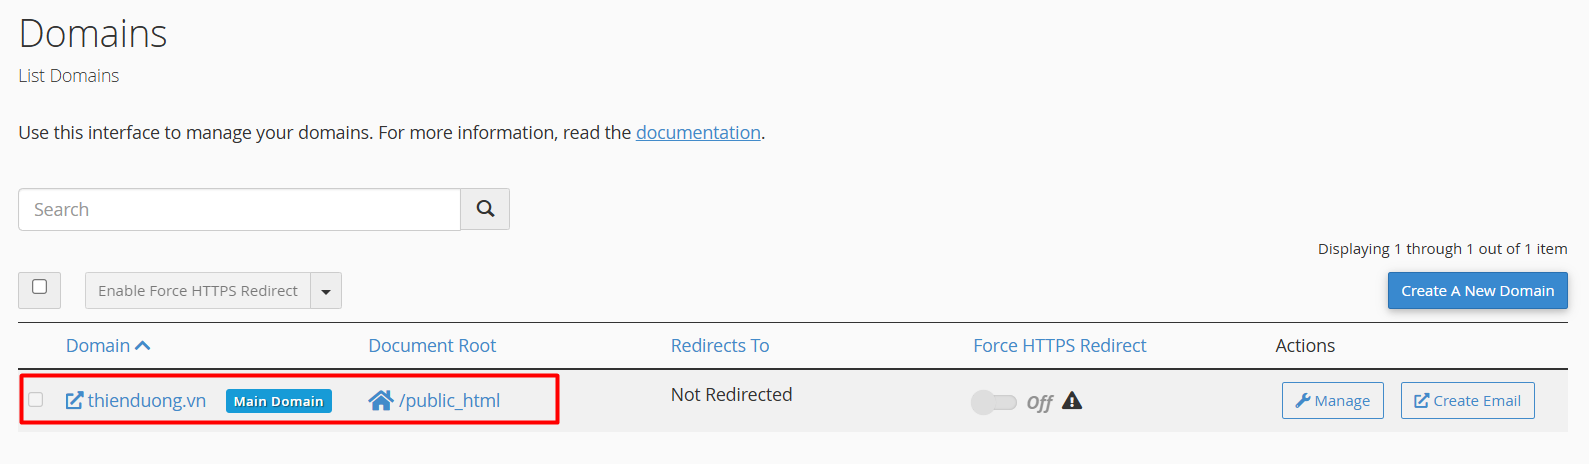 Domains
List Domains
Use this interface to manage your domains. For more information, read the documentation.
Search
Displaying 1 through 1 out of 1 item
Enable Force HTTPS Redirect
Create A New Domain
Domain Document Root Redirects To Force HTTPS Redirect Actions
thienduong.vn Main Domain /public_html Not Redirected Off Manage Create Email